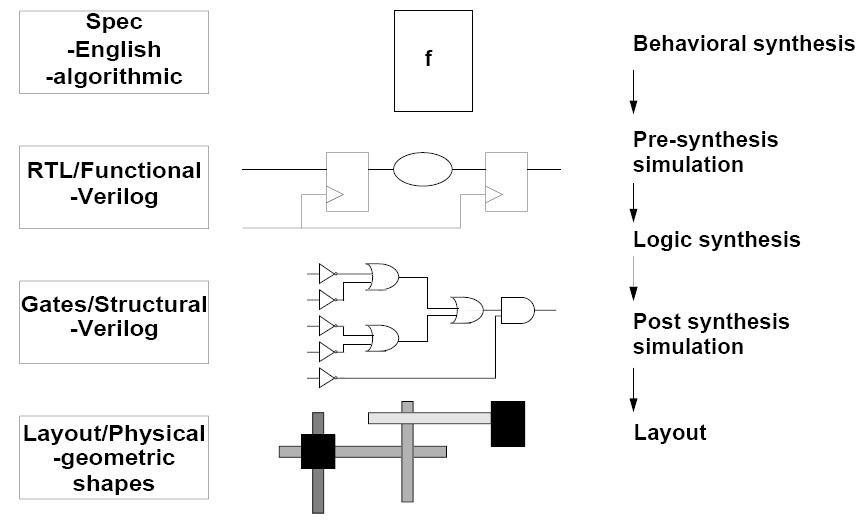 Spec
-English
-algorithmic
f
Behavioral synthesis
RTL/Functional
-Verilog
Pre-synthesis
simulation
Logic synthesis
Gates/Structural
-Verilog
Post synthesis
simulation
Layout/Physical
-geometric
shapes
Layout